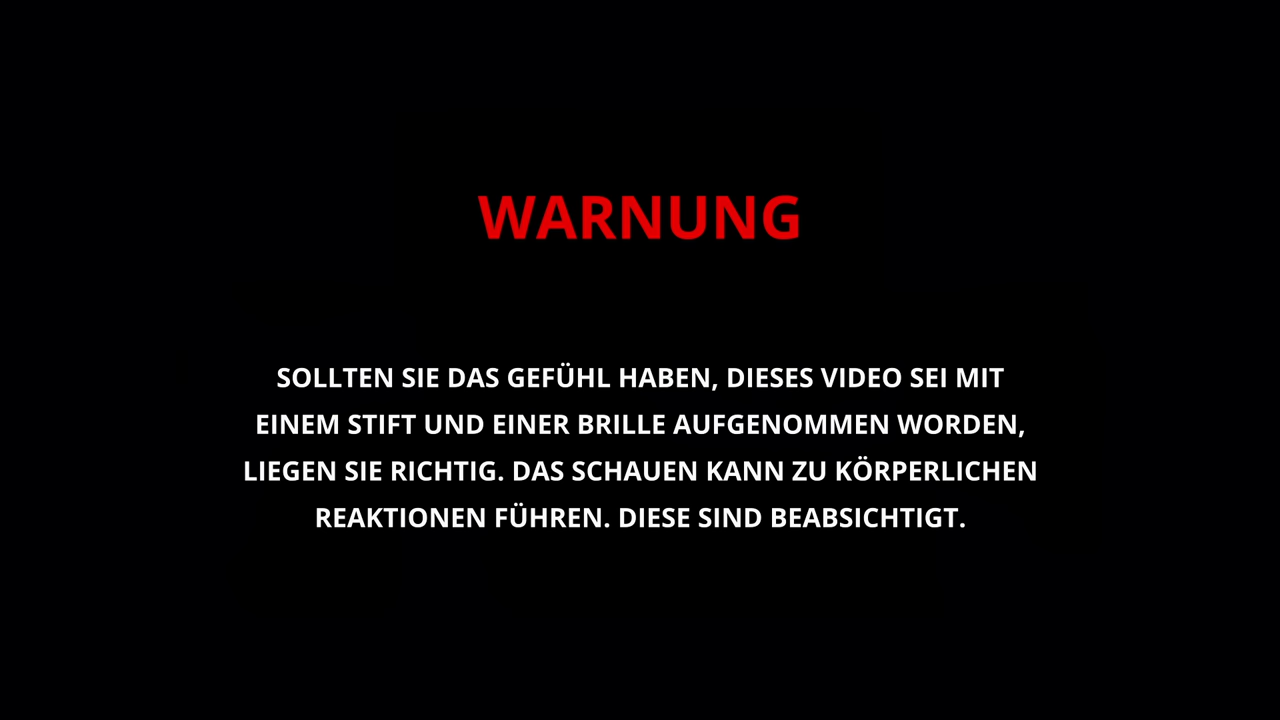 WARNUNG
SOLLTEN SIE DAS GEFÜHL HABEN, DIESES VIDEO SEI MIT
EINEM STIFT UND EINER BRILLE AUFGENOMMEN WORDEN,
LIEGEN SIE RICHTIG. DAS SCHAUEN KANN ZU KÖRPERLICHEN
REAKTIONEN FÜHREN. DIESE SIND BEABSICHTIGT.